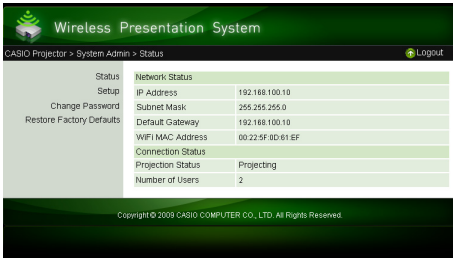 Wireless Presentation System
CASIO Projector > System Admin > Status
Logout
Status
Setup
Change Password
Restore Factory Defaults
Network Status
IP Address 192.168.100.10
Subnet Mask 255.255.255.0
Default Gateway 192.168.100.10
WiFi MAC Address 00:22:5F:0D:61:EF
Connection Status
Projection Status Projecting
Number of Users 2
Copyright © 2009 CASIO COMPUTER CO., LTD. All Rights Reserved.